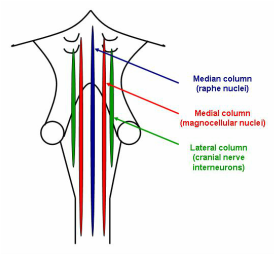 Median column
(raphe nuclei)
Medial column
(magnocellular nuclei)
Lateral column
(cranial nerve
interneurons)